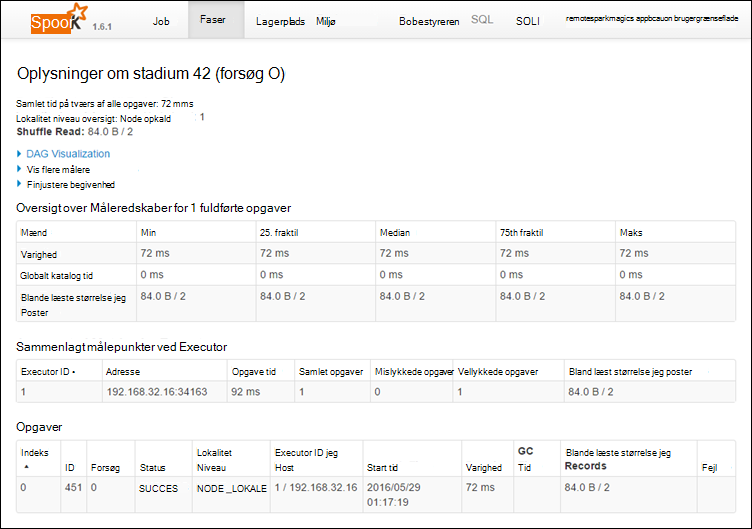 SpooK 1.6.1 Job Faser Lagerplads Miljø Bobestyreren SQL SOLI remotesparkmagics appbcauon brugergrænseflade
Oplysninger om stadium 42 (forsøg O)
Samlet tid på tværs af alle opgaver: 72 mms
Lokalitet niveau oversigt: Node opkald 1
Shuffle Read: 84.0 B / 2
DAG Visualization
Vis flere målere
Finjustere begivenhed
Oversigt over Måleredskaber for 1 fuldførte opgaver
Mænd Min 25. fraktil Median 75th fraktil Maks
Varighed 72 ms 72 ms 72 ms 72 ms 72 ms
Globalt katalog tid 0 ms 0 ms 0 ms 0 ms 0 ms
Blande læste størrelse jeg 84.0 B / 2 84.0 B / 2 84.0 B / 2 84.0 B / 2 84.0 B / 2
Poster
Sammenlagt målepunkter ved Executor
Executor ID Adresse Opgave tid Samlet opgaver Mislykkede opgaver Vellykkede opgaver Bland læst størrelse jeg poster
1 192.168.32.16:34163 92 ms 1 0 1 84.0 B / 2
Opgaver
Indeks ID Forsøg Status Lokalitet Executor ID jeg Start tid Varighed GC Blande læste størrelse jeg Fejl
Niveau Host Tid Records
0 451 0 SUCCES NODE_LOKALE 1 / 192.168.32.16 2016/05/29 72 ms 84.0 B / 2
01:17:19